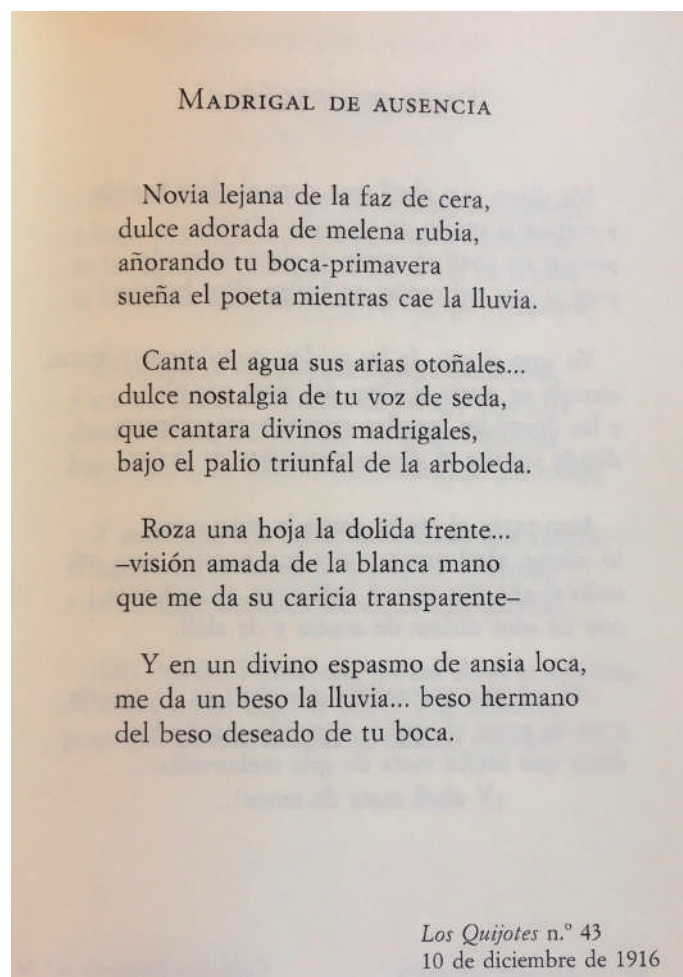 MADRIGAL DE AUSENCIA
Novia lejana de la faz de cera,
dulce adorada de melena rubia,
añorando tu boca-primavera
sueña el poeta mientras cae la lluvia.
Canta el agua sus arias otoñales...
dulce nostalgia de tu voz de seda,
que cantara divinos madrigales,
bajo el palio triunfal de la arboleda.
Roza una hoja la dolida frente...
–visión amada de la blanca mano
que me da su caricia transparente–
Y en un divino espasmo de ansia loca,
me da un beso la lluvia... beso hermano
del beso deseado de tu boca.
Los Quijotes n.º 43
10 de diciembre de 1916